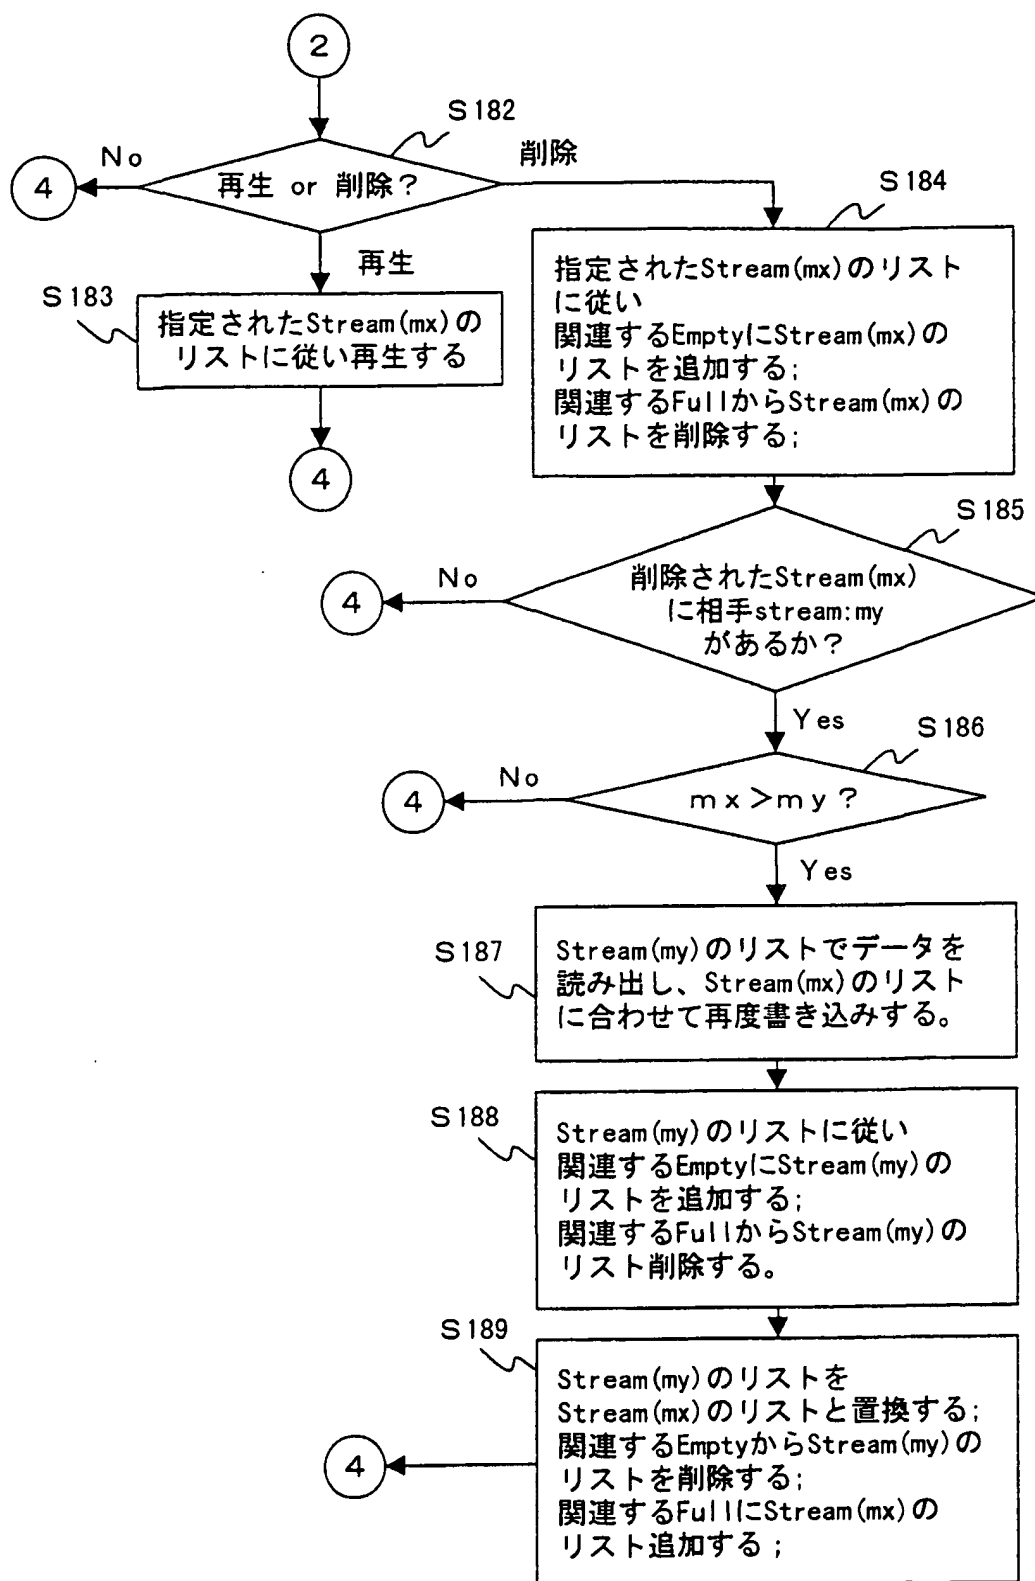 2
S182
No
削除
4
再生 or 削除?
S184
再生
S183
指定されたStream(mx)の
リストに従い再生する
指定されたStream(mx)のリスト
に従い
関連するEmptyにStream(mx)の
リストを追加する;
関連するFullからStream(mx)の
リストを削除する;
4
S185
No
4
削除されたStream(mx)
に相手stream:my
があるか?
Yes
S186
No
4
mx>my?
Yes
S187
Stream(my)のリストでデータを
読み出し、Stream(mx)のリスト
に合わせて再度書き込みする。
S188
Stream(my)のリストに従い
関連するEmptyにStream(my)の
リストを追加する;
関連するFullからStream(my)の
リスト削除する。
S189
Stream(my)のリストを
Stream(mx)のリストと置換する;
関連するEmptyからStream(my)の
リストを削除する;
関連するFullにStream(mx)の
リスト追加する;
4